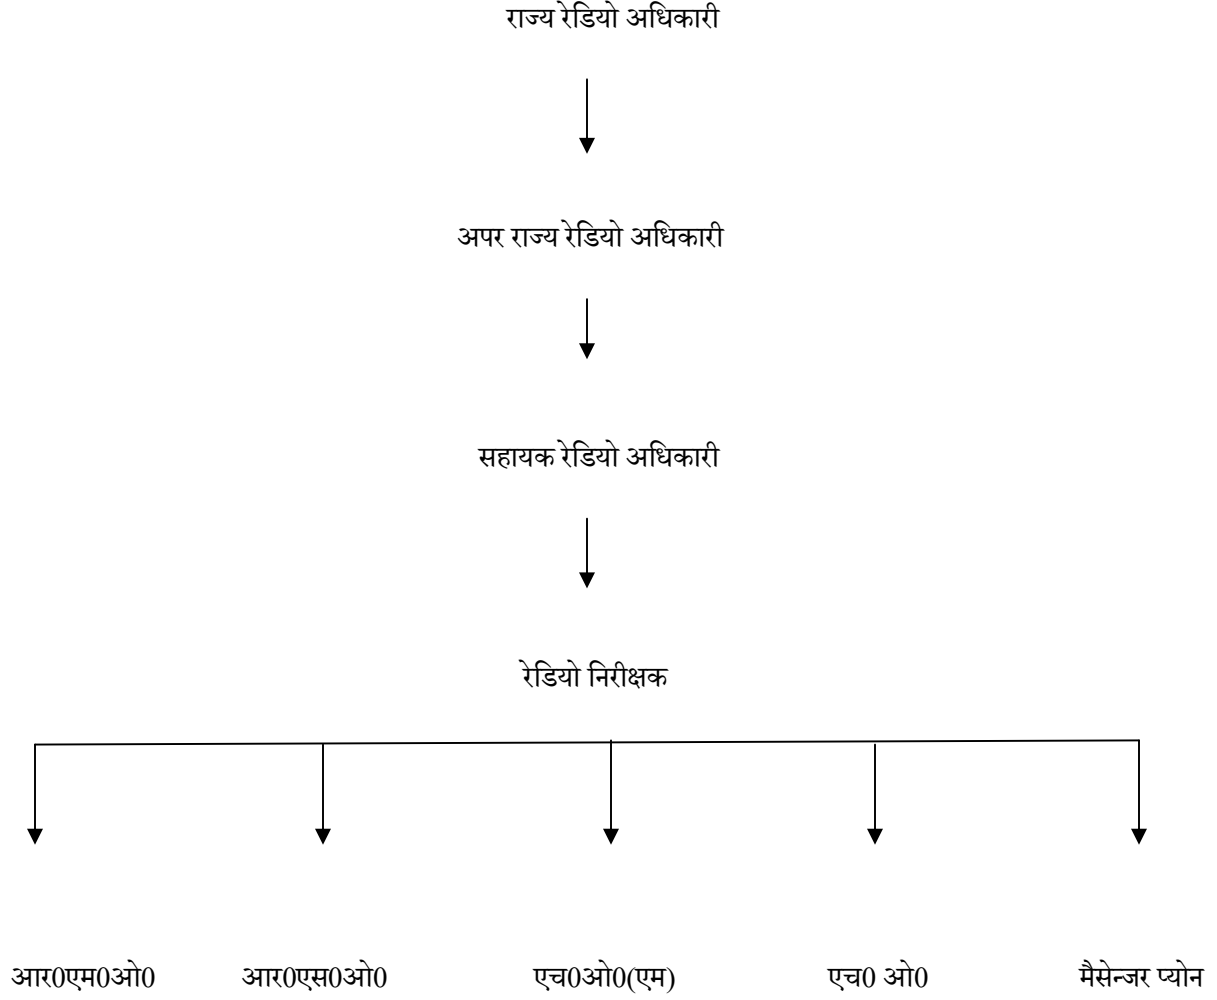 राज्य रेडियो अधिकारी
अपर राज्य रेडियो अधिकारी
सहायक रेडियो अधिकारी
रेडियो निरीक्षक
आर0एम0ओ0 आर0एस0ओ0 एच0ओ0(एम) एच0 ओ0 मैसेन्जर प्योन